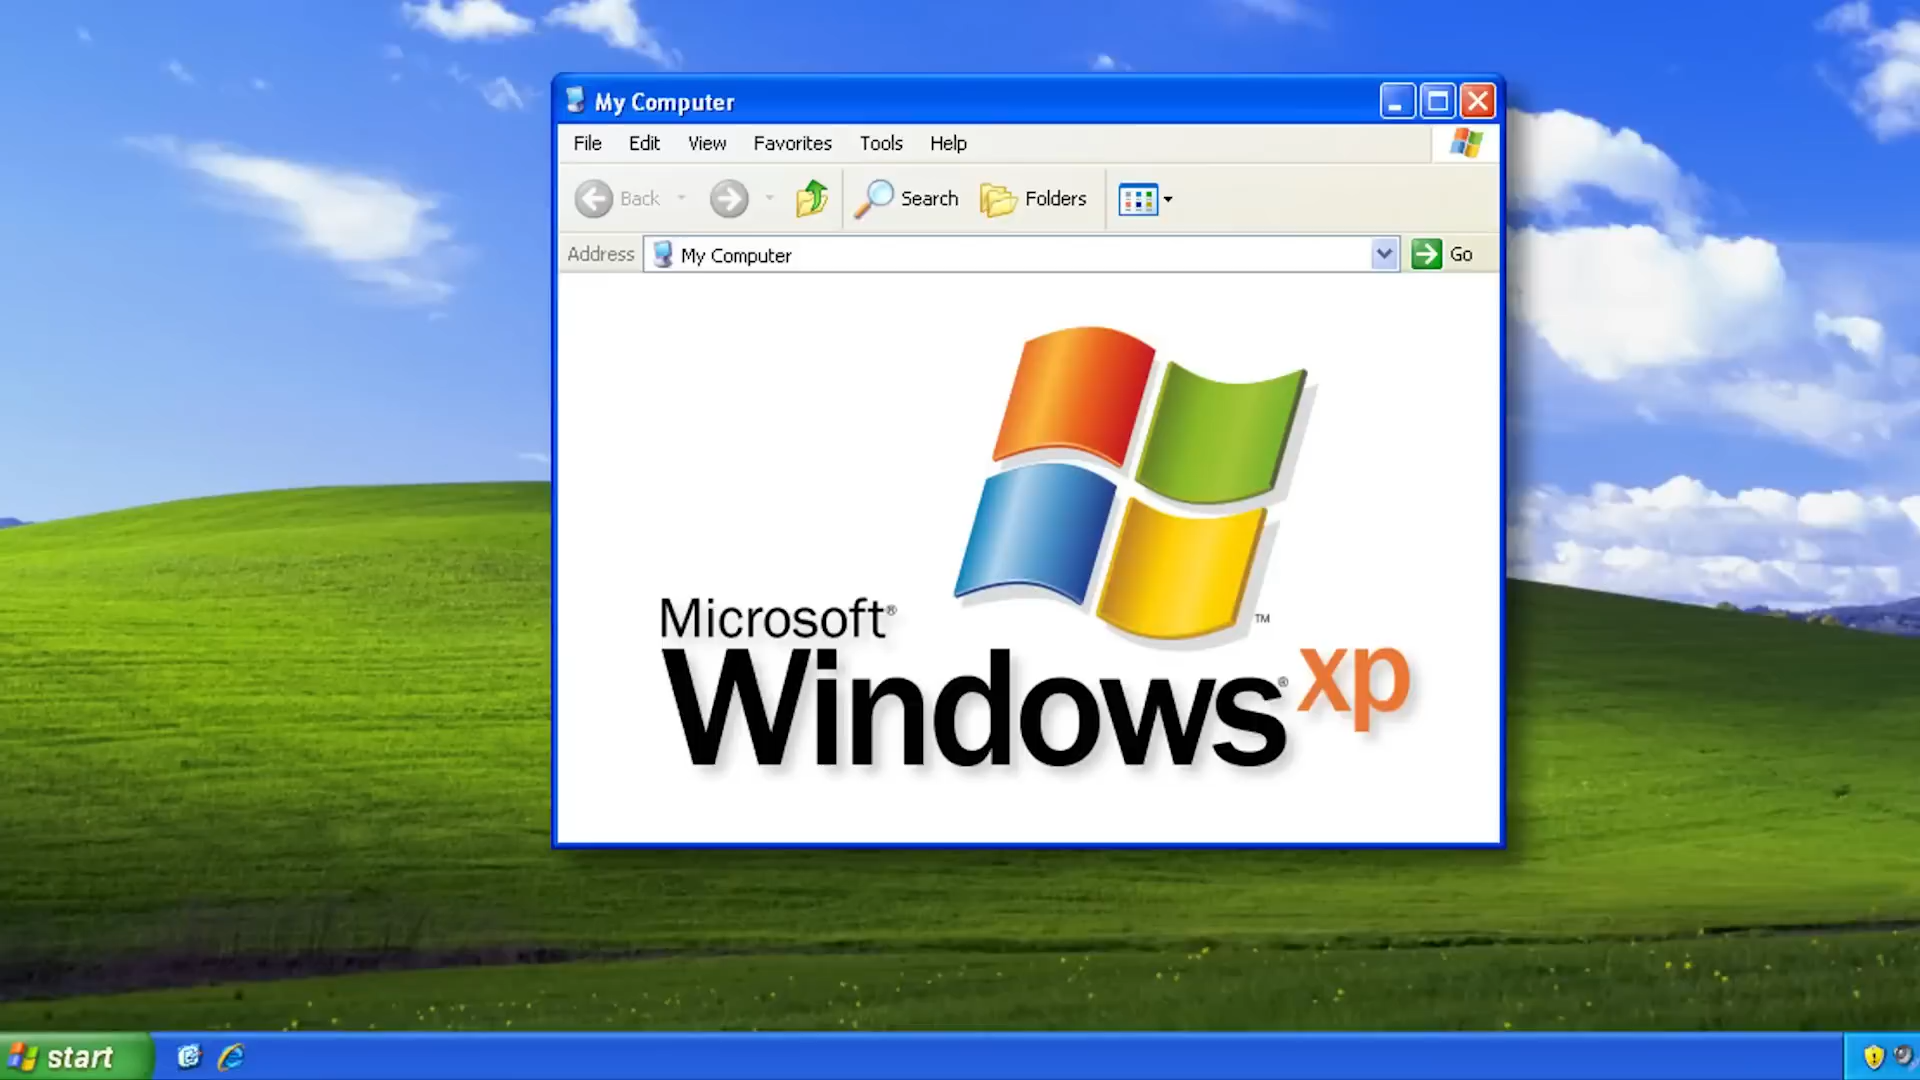 My Computer
File Edit View Favorites Tools Help
Back Search Folders
Address My Computer Go
Microsoft®
Windows® xp
TM
start